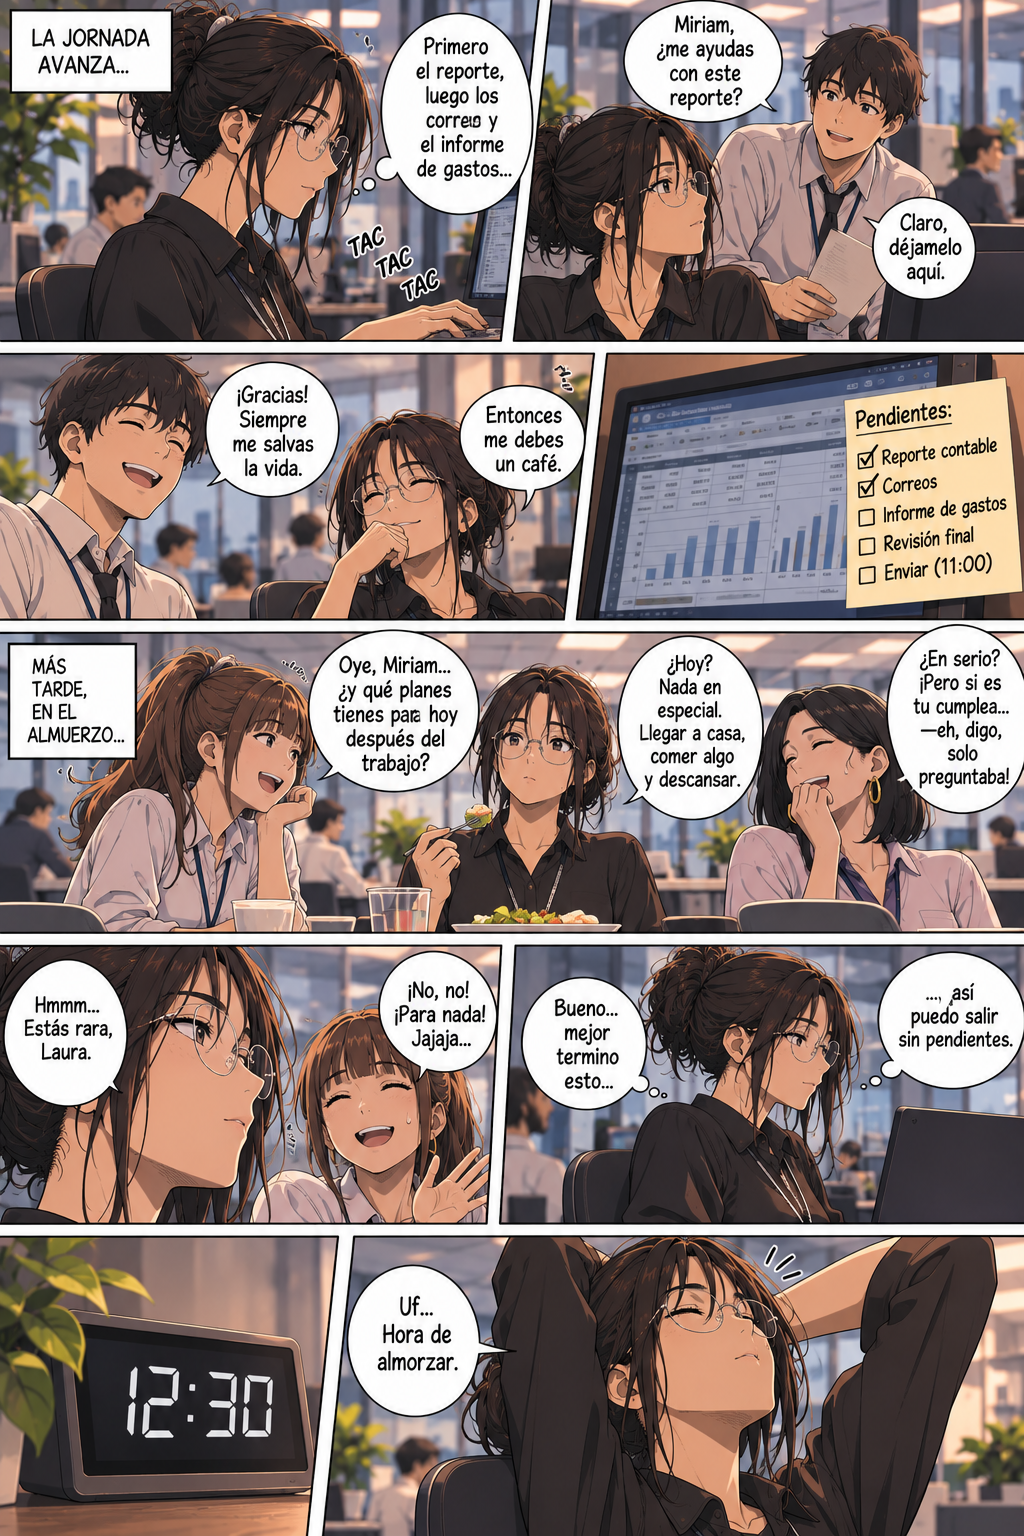 LA JORNADA
AVANZA...
Primero
el reporte,
luego los
correos y
el informe
de gastos...
TAC
TAC
TAC
Miriam,
¿me ayudas
con este
reporte?
Claro,
déjamelo
aquí.
¡Gracias!
Siempre
me salvas
la vida.
Entonces
me debes
un café.
Pendientes:
Reporte contable
Correos
Informe de gastos
Revisión final
Enviar (11:00)
MÁS
TARDE,
EN EL
ALMUERZO...
Oye, Miriam...
¿y qué planes
tienes para hoy
después del
trabajo?
¿Hoy?
Nada en
especial.
Llegar a casa,
comer algo
y descansar.
¿En serio?
¡Pero si es
tu cumplea...
—eh, digo,
solo
preguntaba!
Hmmm...
Estás rara,
Laura.
¡No, no!
¡Para nada!
Jajaja...
Bueno...
mejor
termino
esto...
..., así
puedo salir
sin pendientes.
12:30
Uf...
Hora de
almorzar.